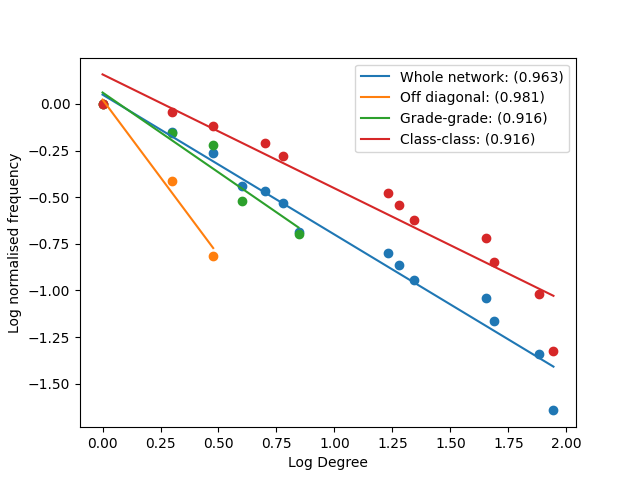 Whole network: (0.963)
Off diagonal: (0.981)
Grade-grade: (0.916)
Class-class: (0.916)
Log normalised frequency
0.00
−0.25
−0.50
−0.75
−1.00
−1.25
−1.50
0.00 0.25 0.50 0.75 1.00 1.25 1.50 1.75 2.00
Log Degree